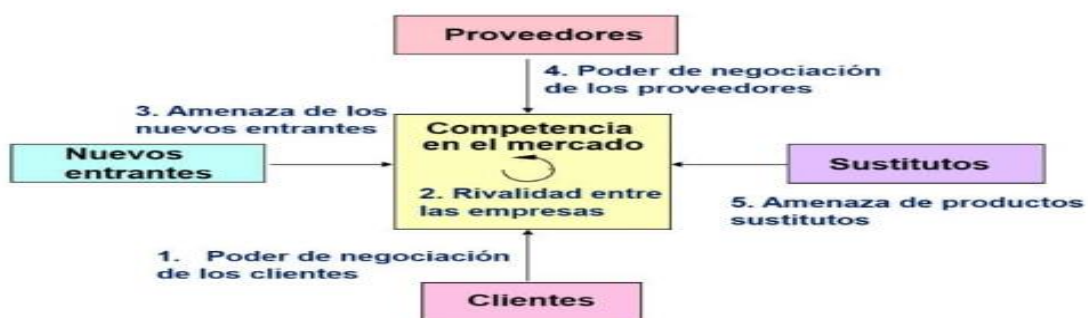 Proveedores
4. Poder de negociación
de los proveedores
3. Amenaza de los
nuevos entrantes
Competencia
en el mercado
Nuevos
entrantes
Sustitutos
2. Rivalidad entre
las empresas
5. Amenaza de productos
sustitutos
1. Poder de negociación
de los clientes
Clientes